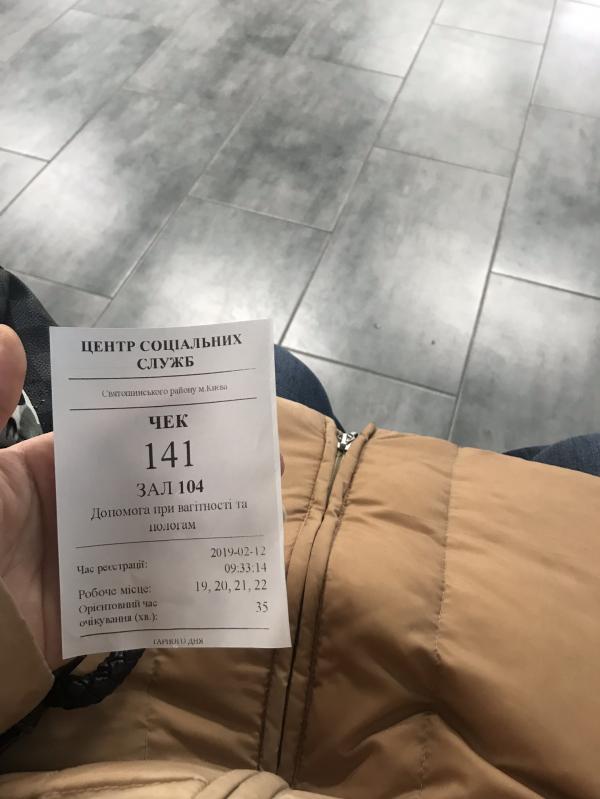 ЦЕНТР СОЦІАЛЬНИХ
СЛУЖБ
Святошинського району м.Києва
ЧЕК
141
ЗАЛ 104
Допомога при вагітності та
пологам
2019-02-12
Час реєстрації: 09:33:14
Робоче місце: 19, 20, 21, 22
Орієнтовний час
очікування (хв.): 35
ГАРНОГО ДНЯ